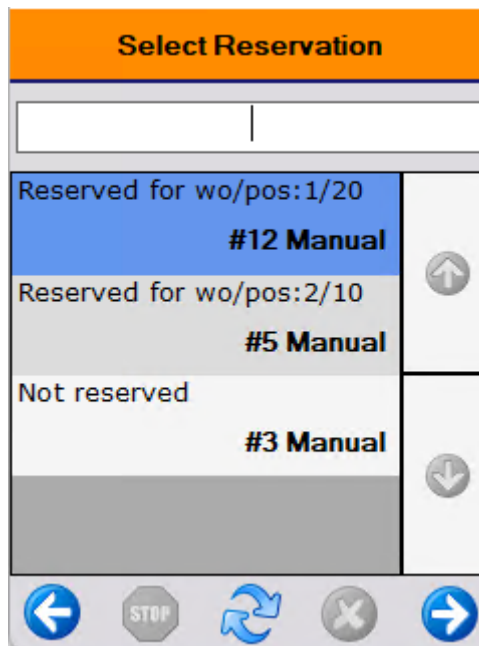 Select Reservation
Reserved for wo/pos:1/20
#12 Manual
Reserved for wo/pos:2/10
#5 Manual
Not reserved
#3 Manual
STOP